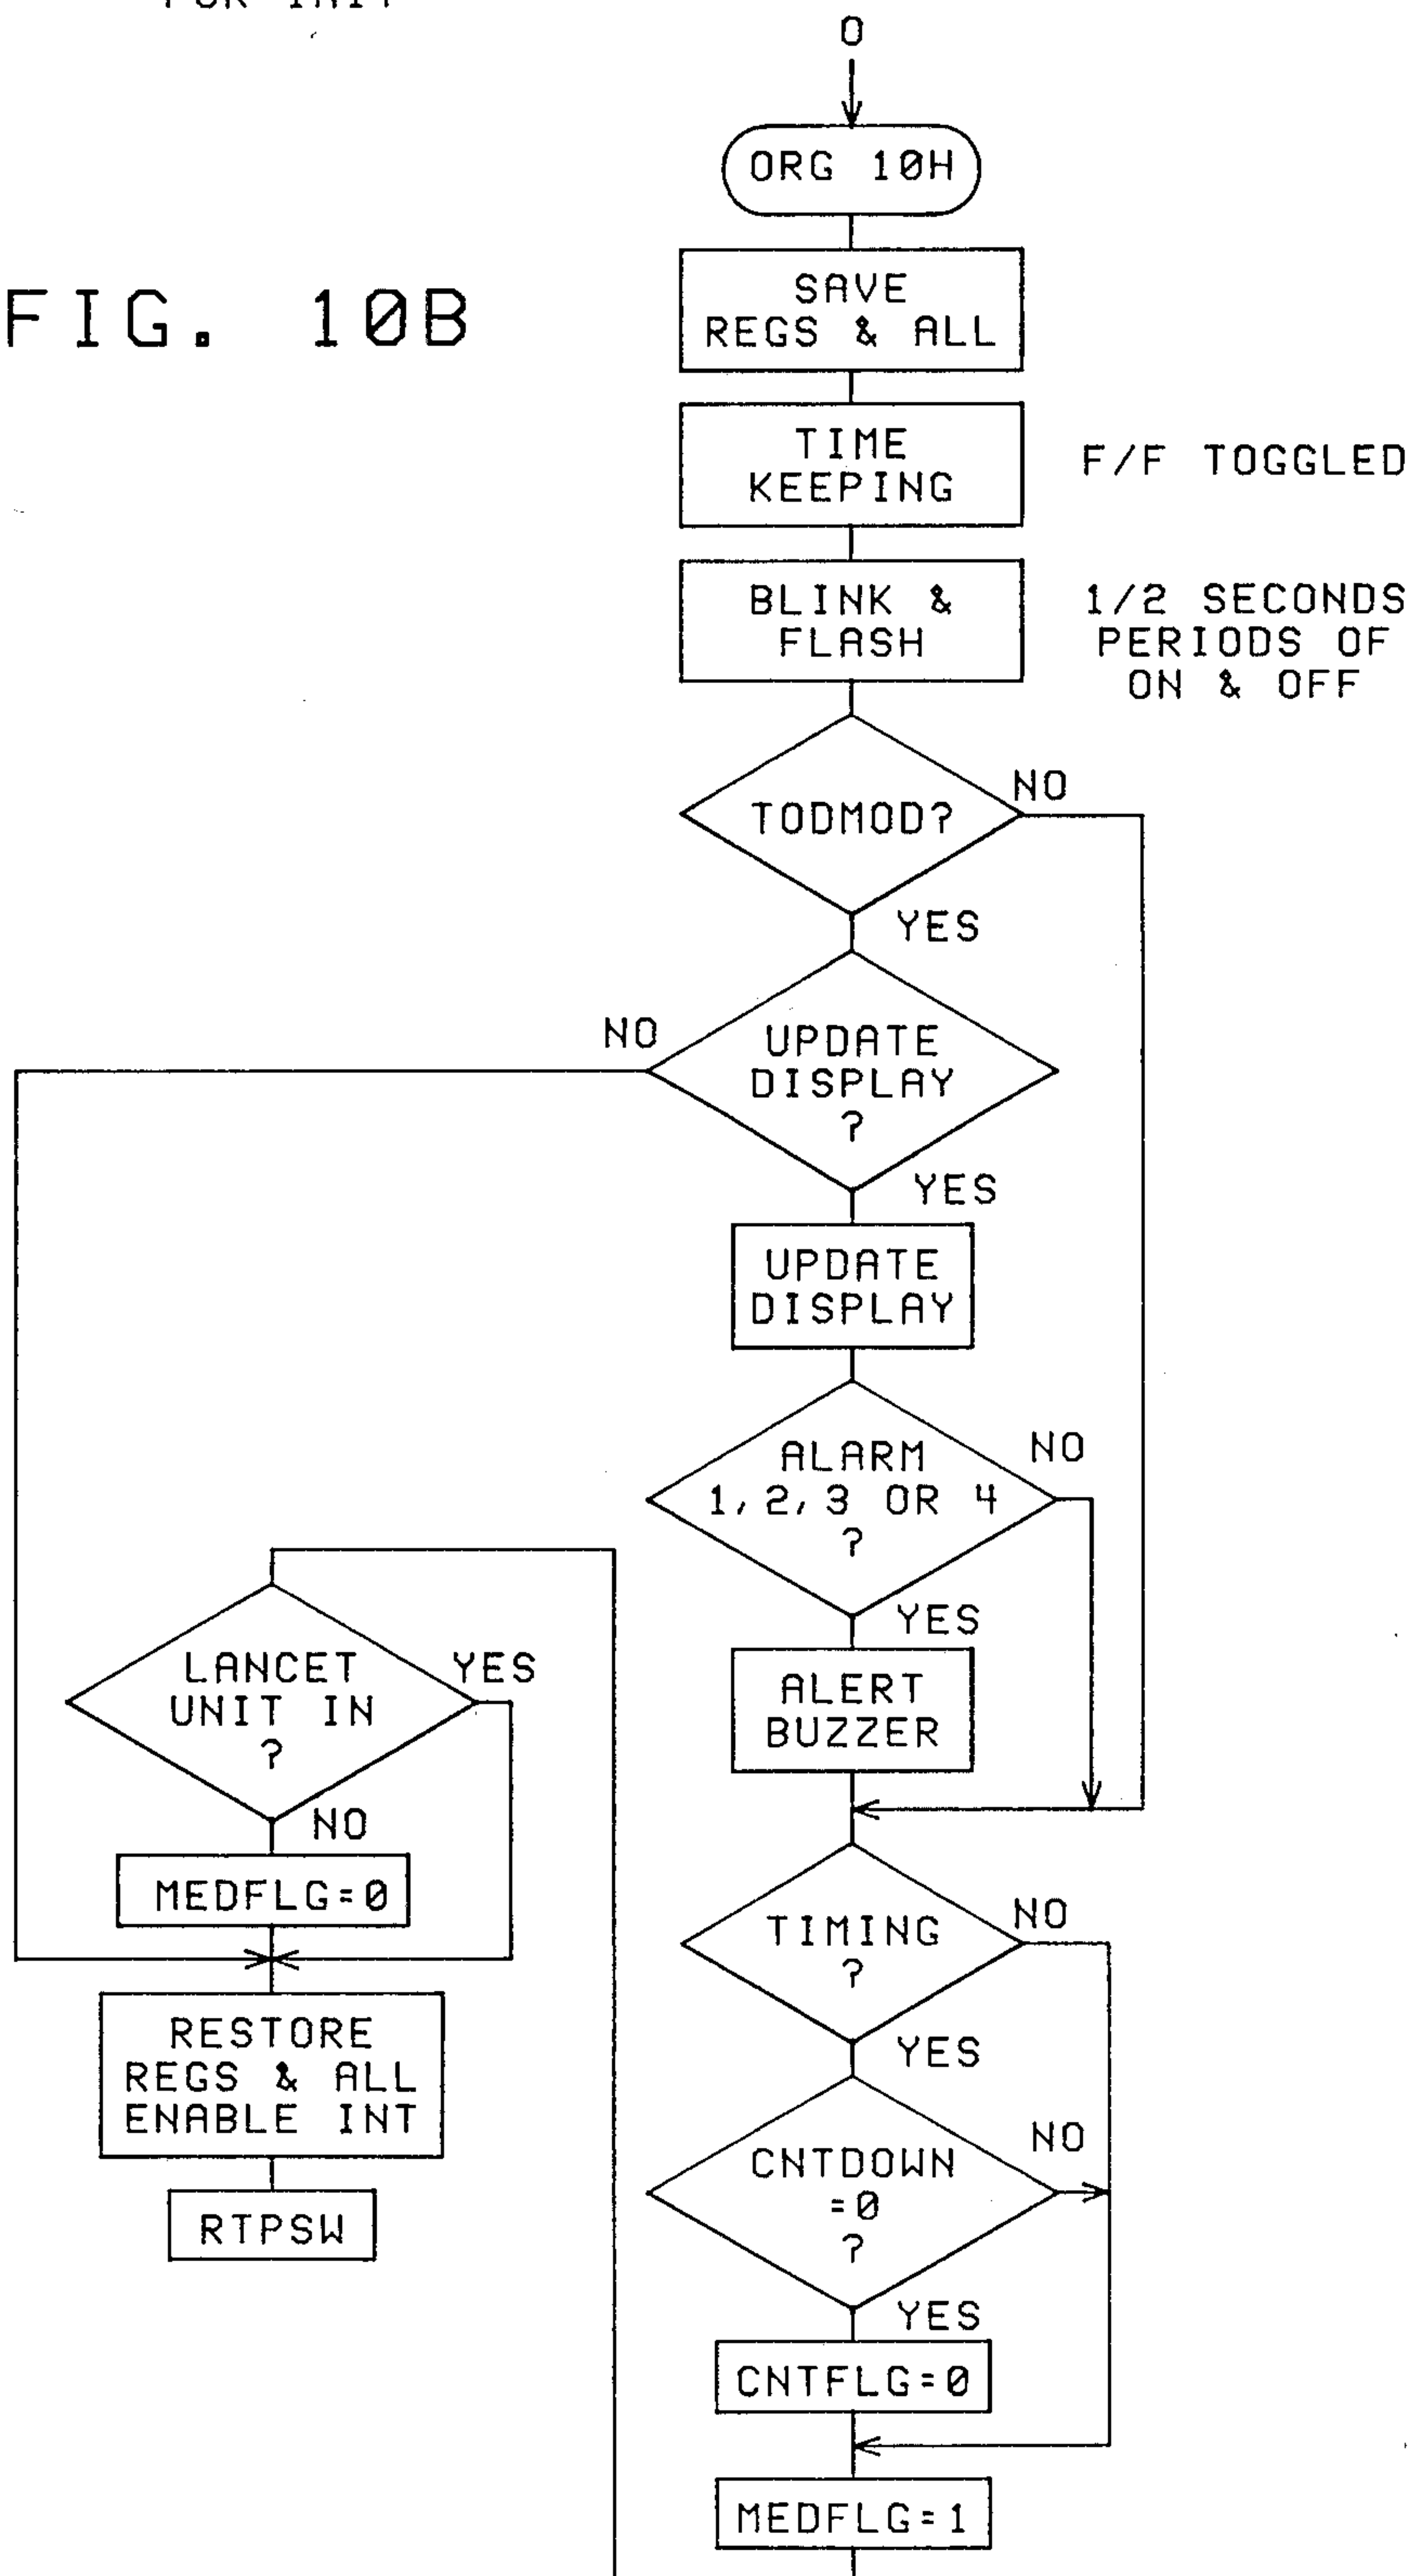 O
ORG 10H
FIG. 10B
SAVE
REGS & ALL
TIME
KEEPING
F/F TOGGLED
BLINK &
FLASH
1/2 SECONDS
PERIODS OF
ON & OFF
TODMOD?
NO
YES
UPDATE
DISPLAY
?
NO
YES
UPDATE
DISPLAY
ALARM
1,2,3 OR 4
?
NO
YES
ALERT
BUZZER
TIMING
?
NO
YES
CNTDOWN
=0
?
NO
YES
CNTFLG=0
MEDFLG=1
LANCET
UNIT IN
?
YES
NO
MEDFLG=0
RESTORE
REGS & ALL
ENABLE INT
RTPSW